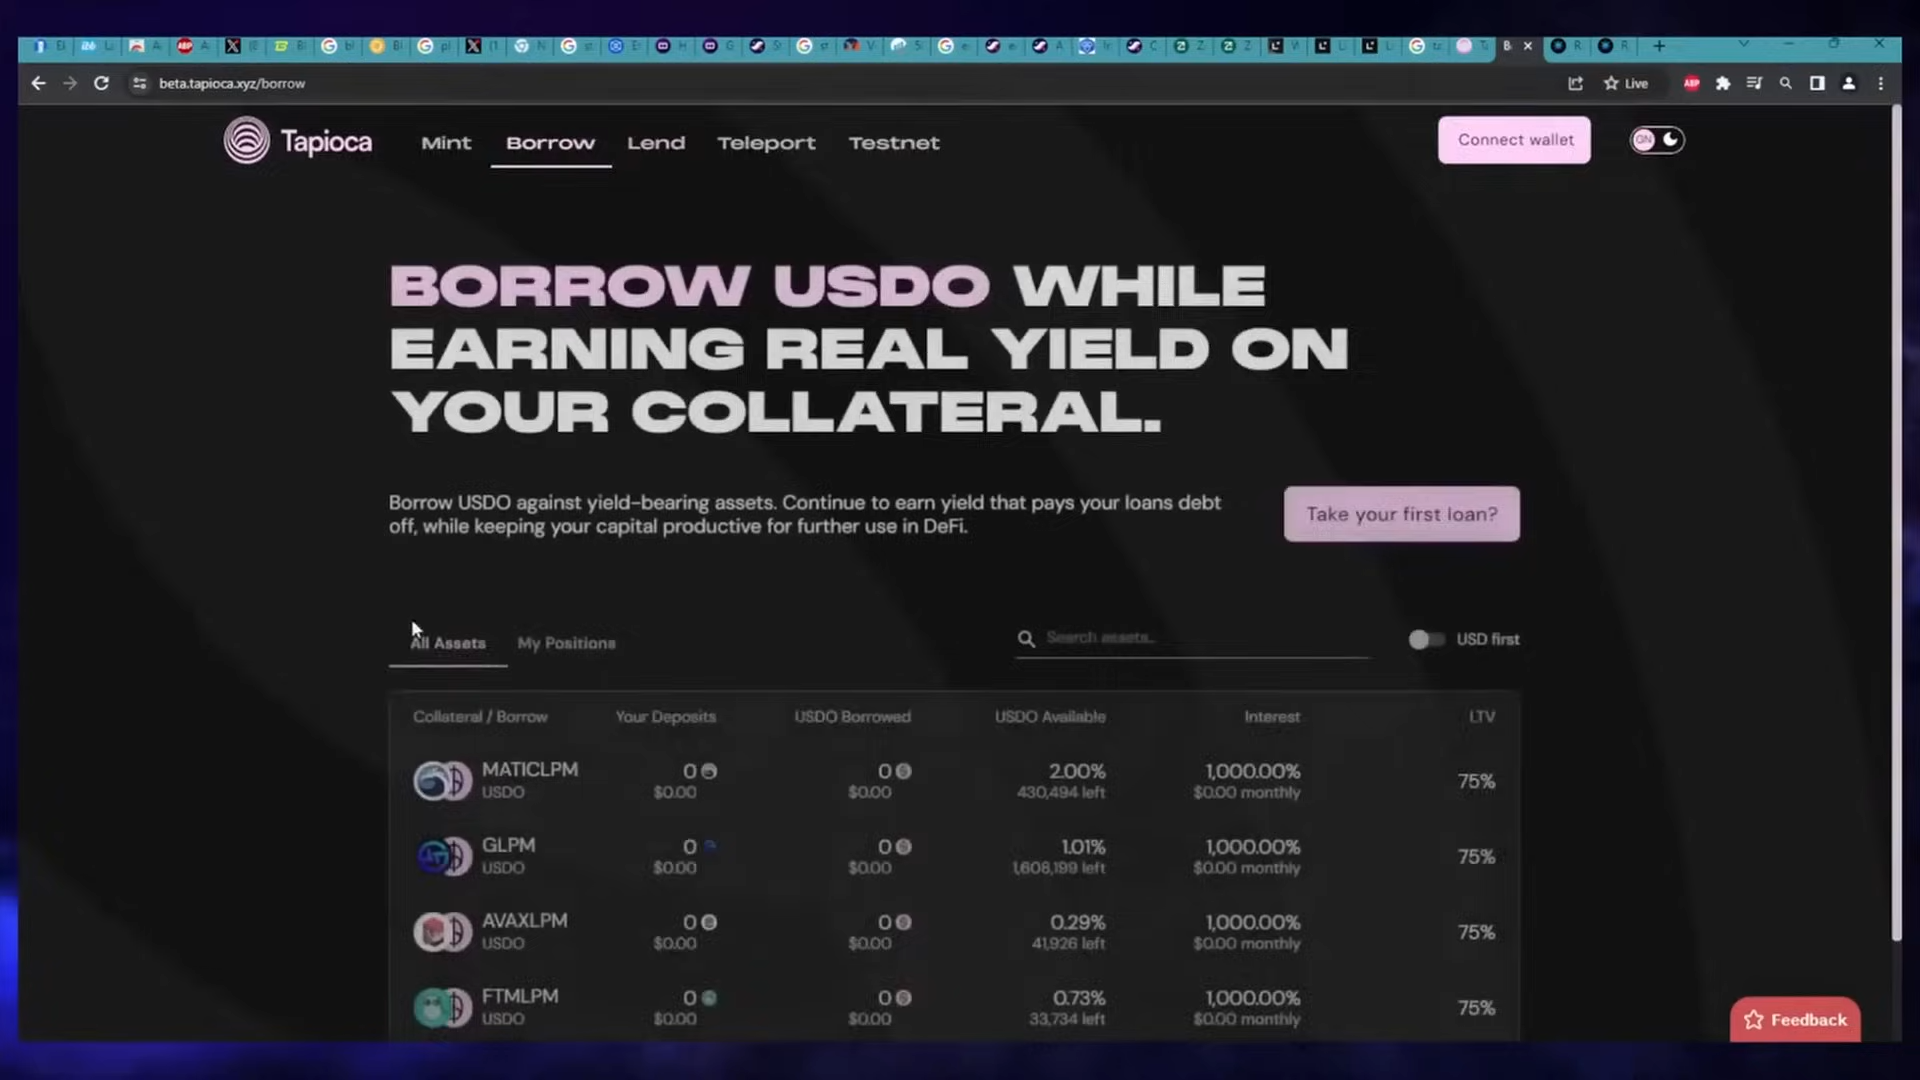 beta.tapioca.xyz/borrow
Live
Tapioca
Mint
Borrow
Lend
Teleport
Testnet
Connect wallet
ON
BORROW USDO WHILE
EARNING REAL YIELD ON
YOUR COLLATERAL.
Borrow USDO against yield-bearing assets. Continue to earn yield that pays your loans debt
off, while keeping your capital productive for further use in DeFi.
Take your first loan?
All Assets
My Positions
Search assets..
USD first
Collateral / Borrow
Your Deposits
USDO Borrowed
USDO Available
Interest
LTV
MATICLPM
USDO
0
$0.00
0
$0.00
2.00%
430,494 left
1,000.00%
$0.00 monthly
75%
GLPM
USDO
0
$0.00
0
$0.00
1.01%
1,608,199 left
1,000.00%
$0.00 monthly
75%
AVAXLPM
USDO
0
$0.00
0
$0.00
0.29%
41,926 left
1,000.00%
$0.00 monthly
75%
FTMLPM
USDO
0
$0.00
0
$0.00
0.73%
33,734 left
1,000.00%
$0.00 monthly
75%
Feedback